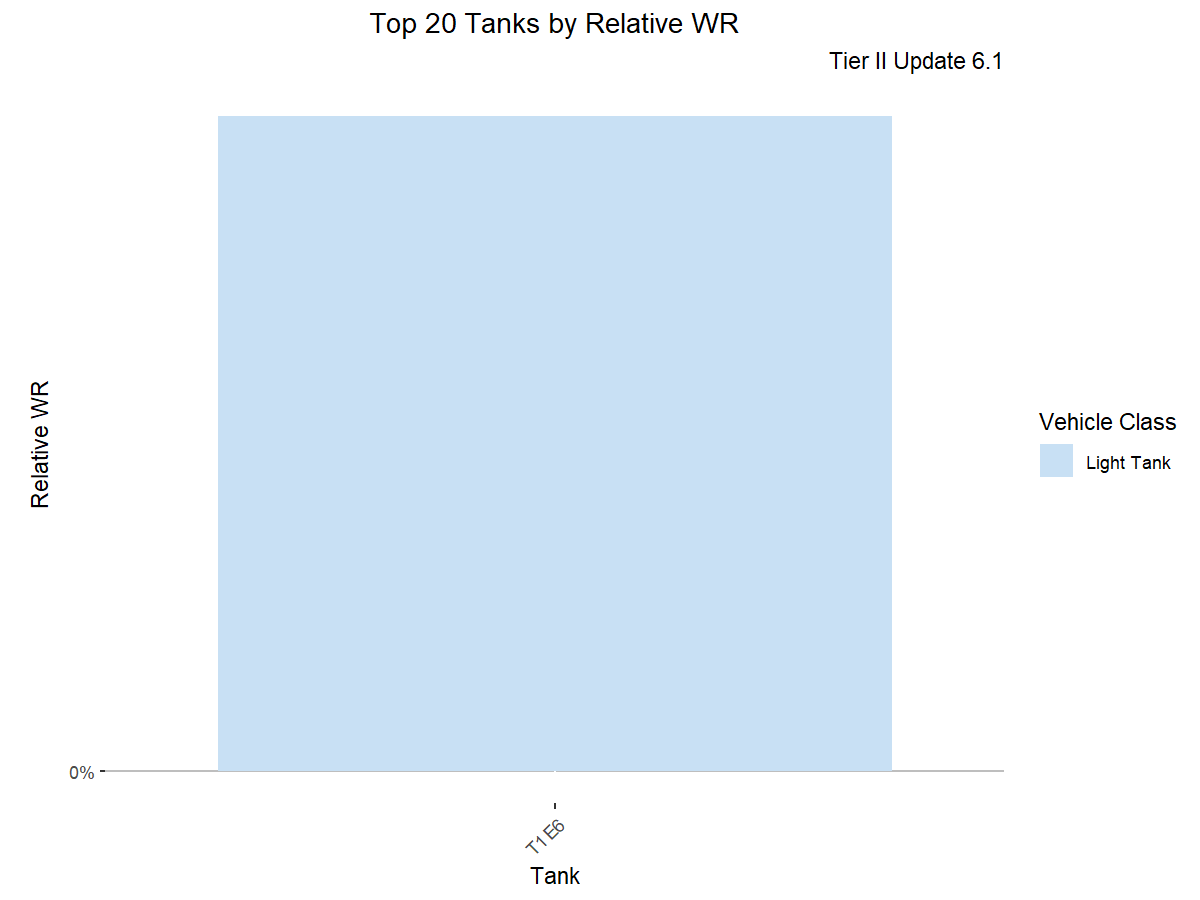 Top 20 Tanks by Relative WR
Tier II Update 6.1
Relative WR
Vehicle Class
Light Tank
0%
T1 E6
Tank